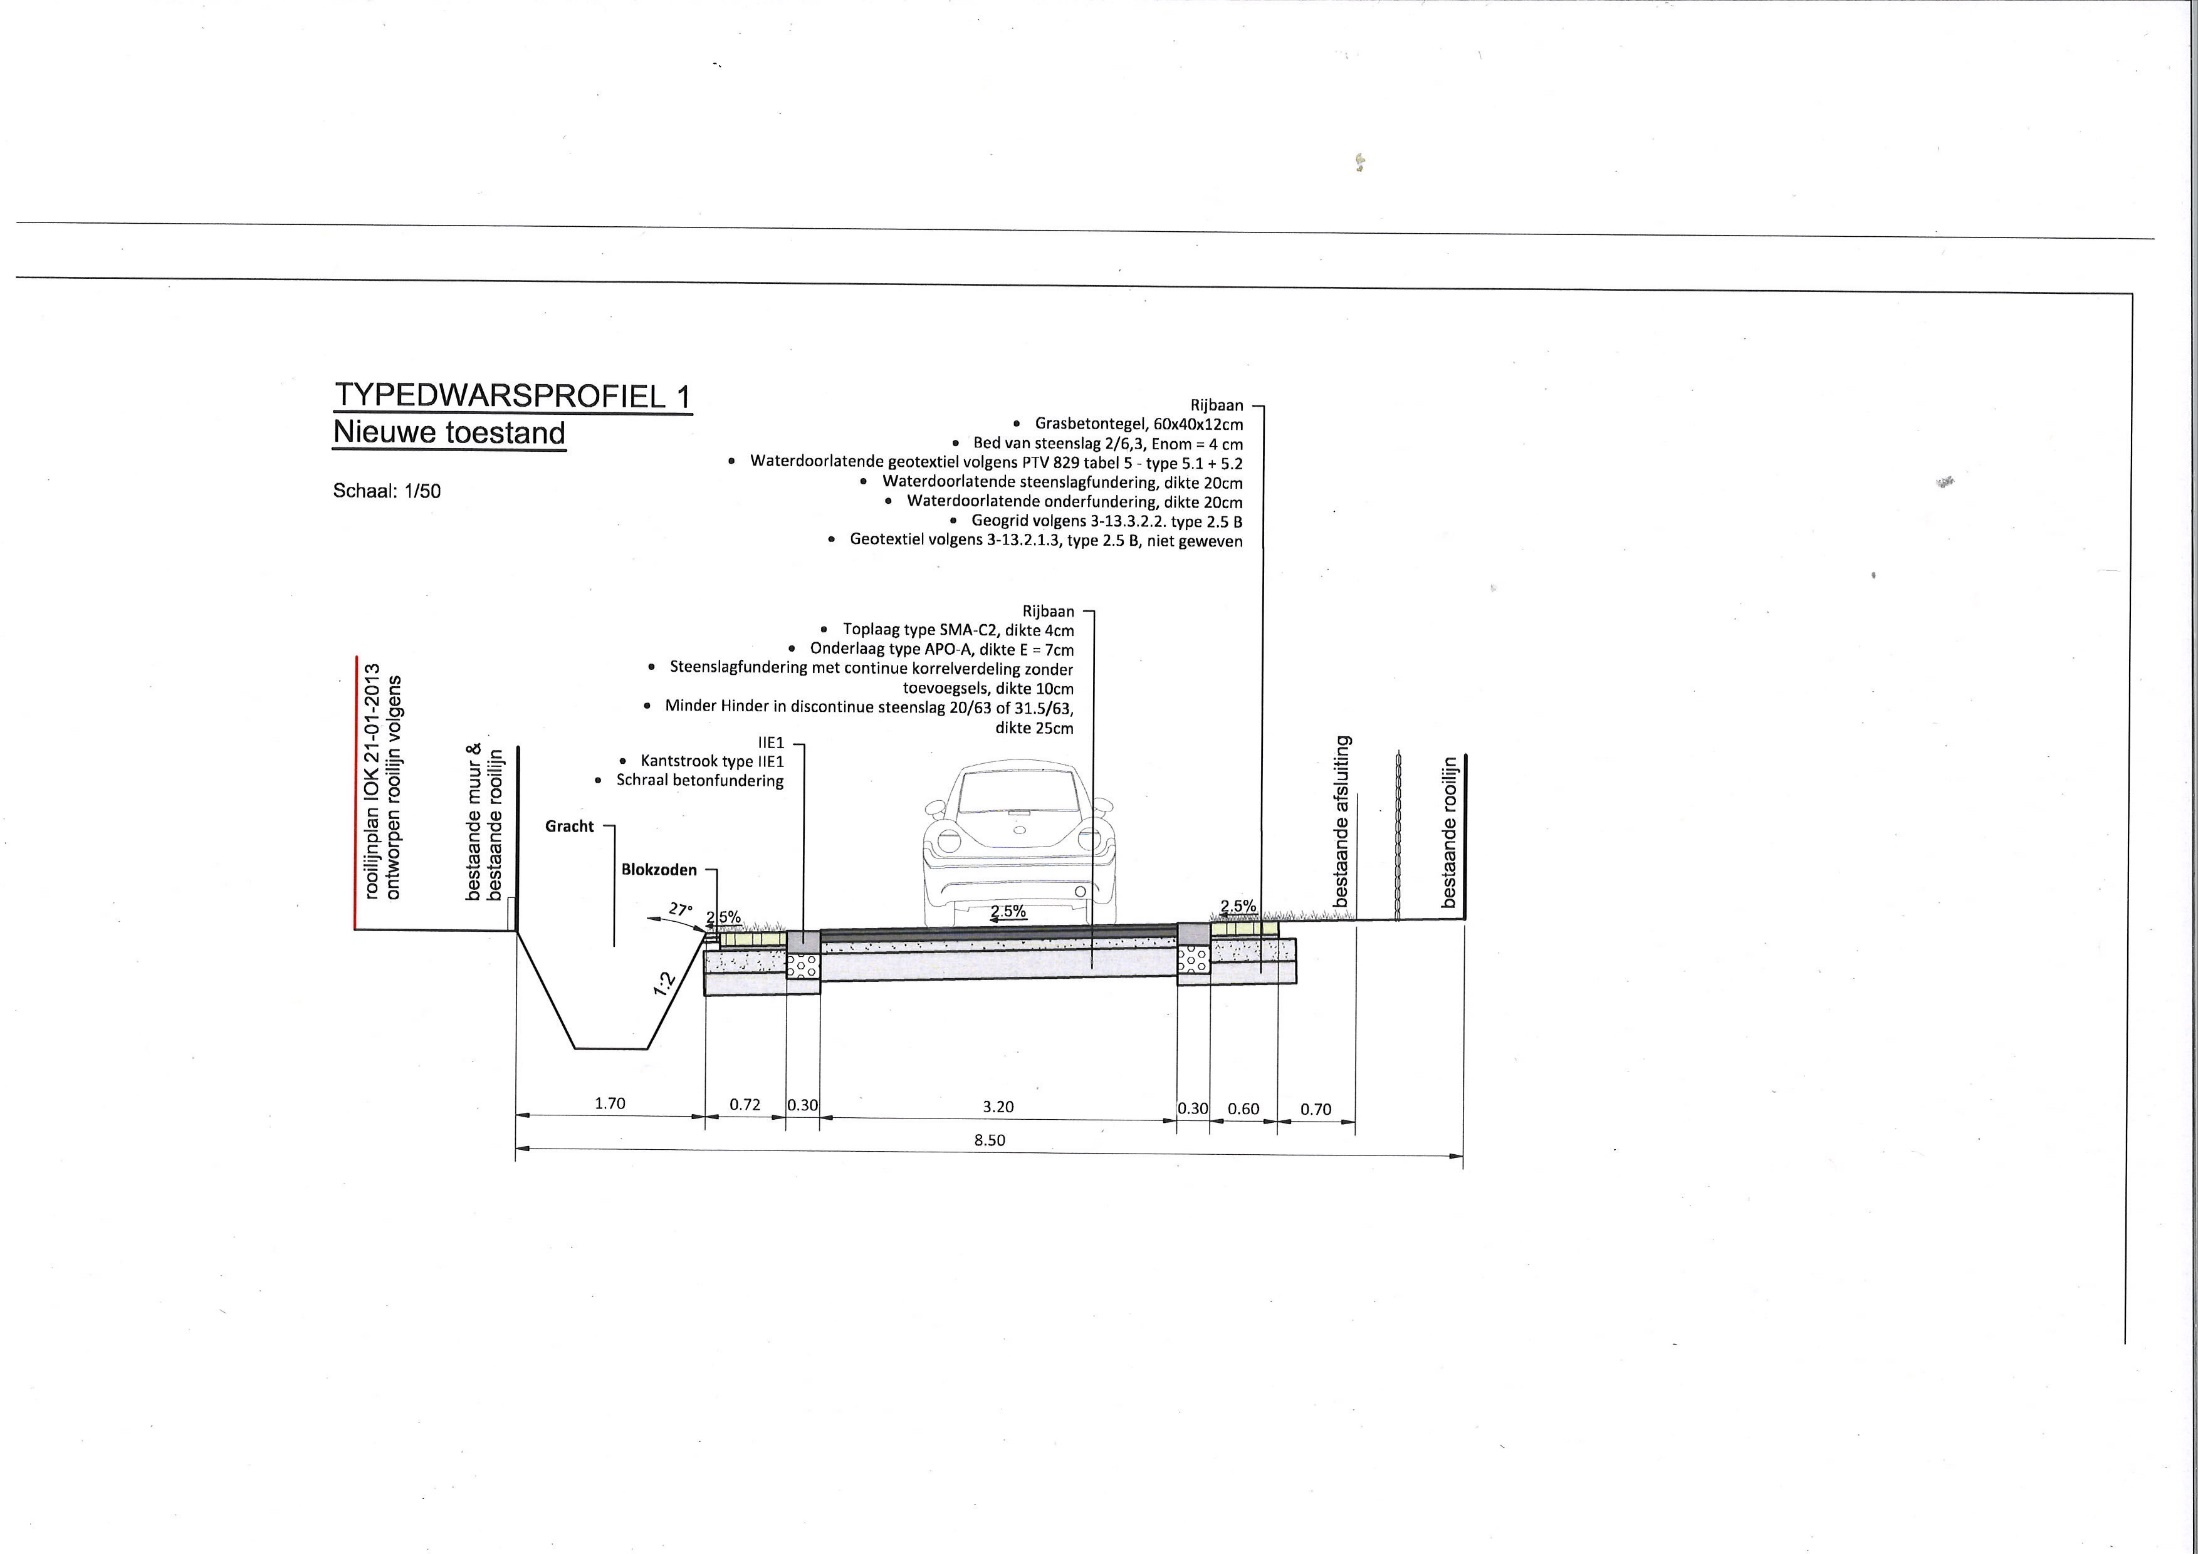 TYPEDWARSPROFIEL 1
Nieuwe toestand
Schaal: 1/50
Rijbaan
• Grasbetontegel, 60x40x12cm
• Bed van steenslag 2/6,3, Enom = 4 cm
• Waterdoorlatende geotextiel volgens PTV 829 tabel 5 - type 5.1 + 5.2
• Waterdoorlatende steenslagfundering, dikte 20cm
• Waterdoorlatende onderfundering, dikte 20cm
• Geogrid volgens 3-13.3.2.2. type 2.5 B
• Geotextiel volgens 3-13.2.1.3, type 2.5 B, niet geweven
Rijbaan
• Toplaag type SMA-C2, dikte 4cm
• Onderlaag type APO-A, dikte E = 7cm
• Steenslagfundering met continue korrelverdeling zonder
toevoegsels, dikte 10cm
• Minder Hinder in discontinue steenslag 20/63 of 31.5/63,
dikte 25cm
IIE1
• Kantstrook type IIE1
• Schraal betonfundering
Gracht
Blokzoden
rooilijnplan IOK 21-01-2013
ontworpen rooilijn volgens
bestaande muur &
bestaande rooilijn
bestaande afsluiting
bestaande rooilijn
27°
2.5%
2.5%
2.5%
1:2
1.70
0.72
0.30
3.20
0.30
0.60
0.70
8.50